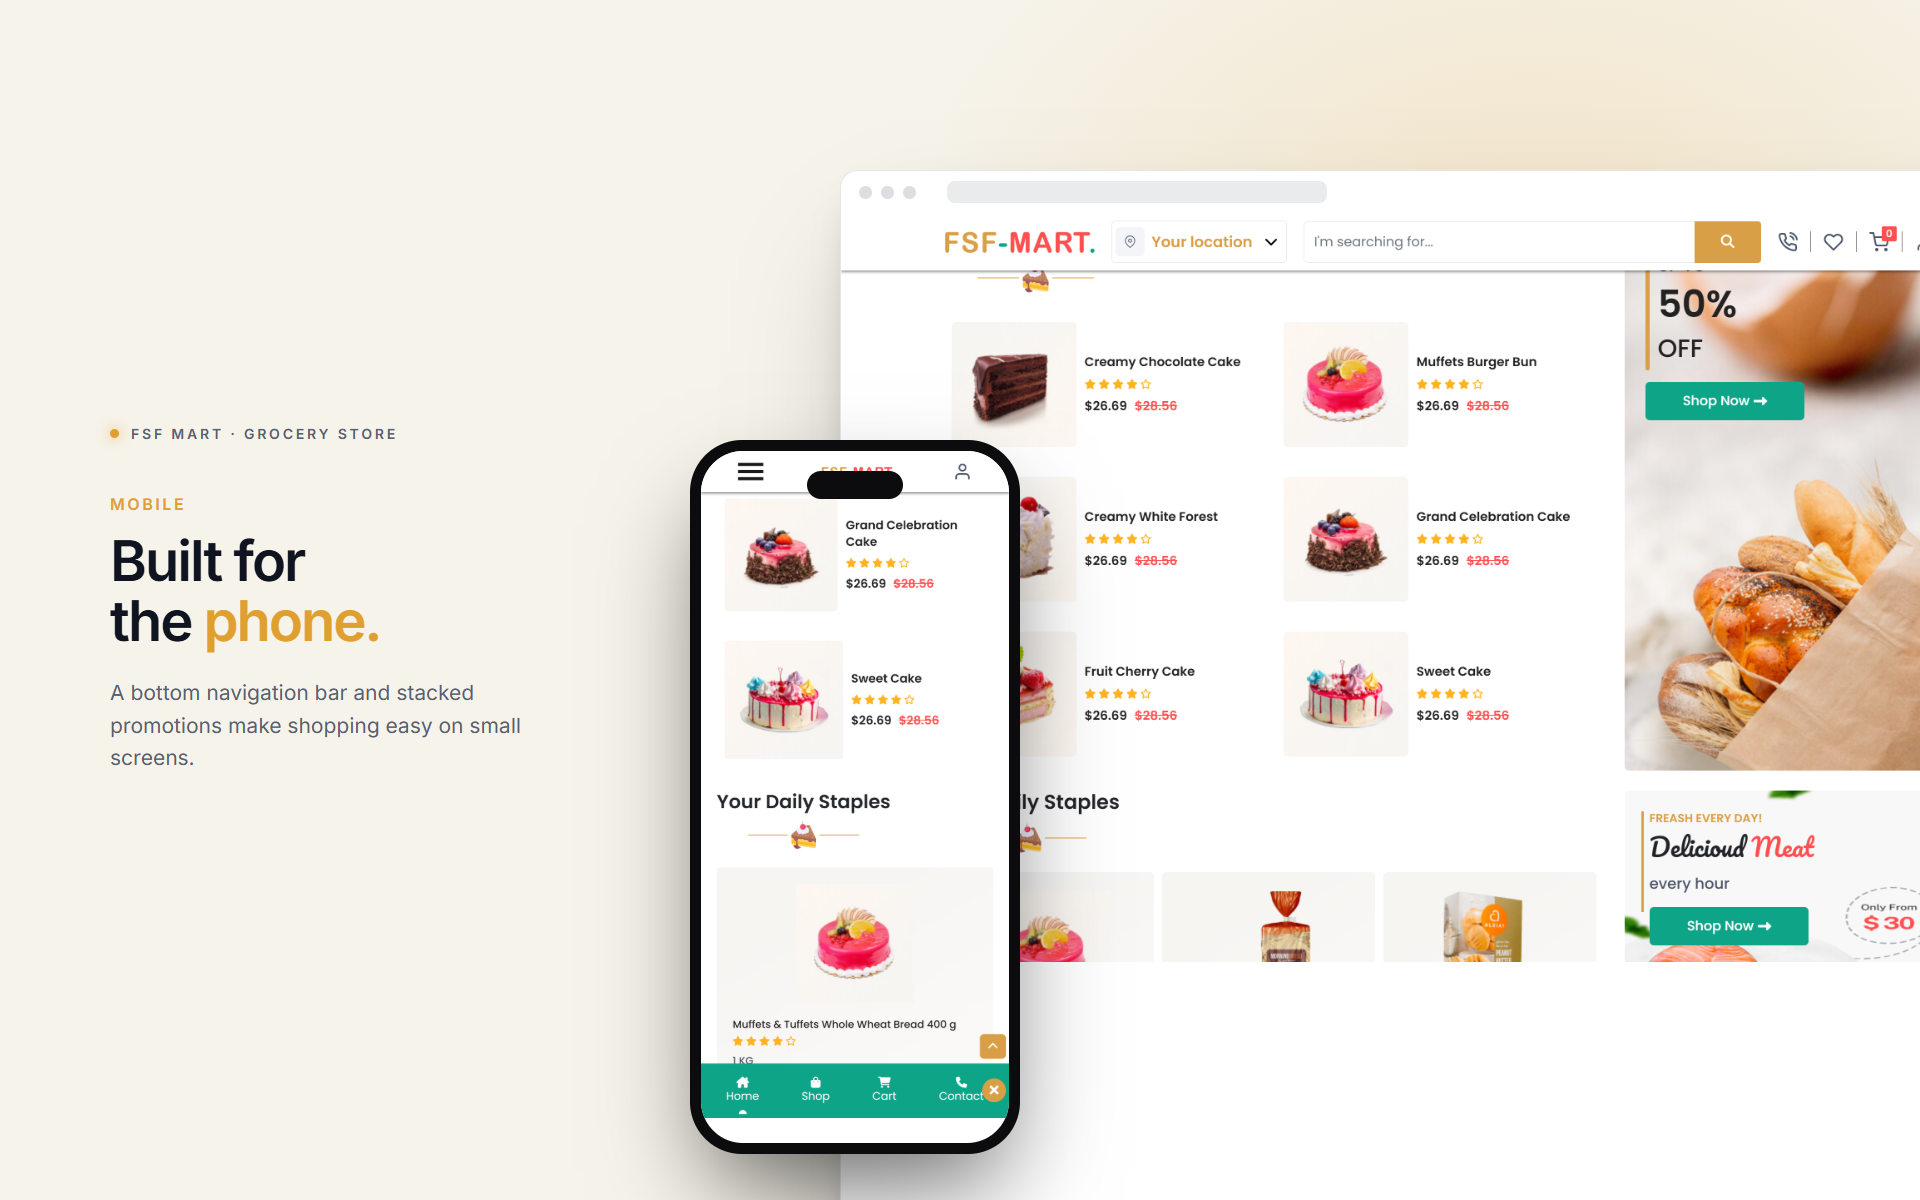 FSF MART · GROCERY STORE
MOBILE
Built for
the phone.
A bottom navigation bar and stacked
promotions make shopping easy on small
screens.
FSF-MART.
Your location
I'm searching for...
0
50%
OFF
Shop Now
Creamy Chocolate Cake
$26.69 $28.56
Muffets Burger Bun
$26.69 $28.56
Creamy White Forest
$26.69 $28.56
Grand Celebration Cake
$26.69 $28.56
Fruit Cherry Cake
$26.69 $28.56
Sweet Cake
$26.69 $28.56
ly Staples
FREASH EVERY DAY!
Delicioud Meat
every hour
Shop Now
Only From
$30
Grand Celebration
Cake
$26.69 $28.56
Sweet Cake
$26.69 $28.56
Your Daily Staples
Muffets & Tuffets Whole Wheat Bread 400 g
1 KG
Home
Shop
Cart
Contact